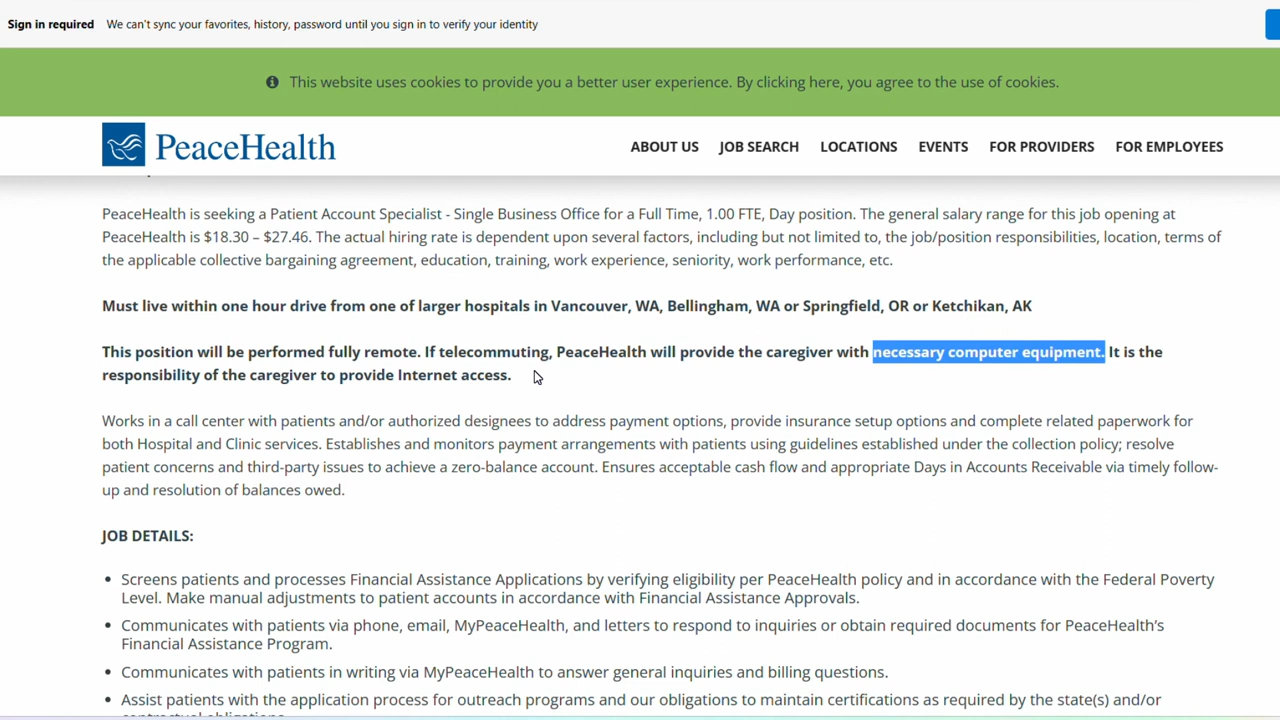 Sign in required We can't sync your favorites, history, password until you sign in to verify your identity
This website uses cookies to provide you a better user experience. By clicking here, you agree to the use of cookies.
PeaceHealth
ABOUT US JOB SEARCH LOCATIONS EVENTS FOR PROVIDERS FOR EMPLOYEES
PeaceHealth is seeking a Patient Account Specialist - Single Business Office for a Full Time, 1.00 FTE, Day position. The general salary range for this job opening at
PeaceHealth is $18.30 – $27.46. The actual hiring rate is dependent upon several factors, including but not limited to, the job/position responsibilities, location, terms of
the applicable collective bargaining agreement, education, training, work experience, seniority, work performance, etc.
Must live within one hour drive from one of larger hospitals in Vancouver, WA, Bellingham, WA or Springfield, OR or Ketchikan, AK
This position will be performed fully remote. If telecommuting, PeaceHealth will provide the caregiver with necessary computer equipment. It is the
responsibility of the caregiver to provide Internet access.
Works in a call center with patients and/or authorized designees to address payment options, provide insurance setup options and complete related paperwork for
both Hospital and Clinic services. Establishes and monitors payment arrangements with patients using guidelines established under the collection policy; resolve
patient concerns and third-party issues to achieve a zero-balance account. Ensures acceptable cash flow and appropriate Days in Accounts Receivable via timely follow-
up and resolution of balances owed.
JOB DETAILS:
• Screens patients and processes Financial Assistance Applications by verifying eligibility per PeaceHealth policy and in accordance with the Federal Poverty
Level. Make manual adjustments to patient accounts in accordance with Financial Assistance Approvals.
• Communicates with patients via phone, email, MyPeaceHealth, and letters to respond to inquiries or obtain required documents for PeaceHealth's
Financial Assistance Program.
• Communicates with patients in writing via MyPeaceHealth to answer general inquiries and billing questions.
• Assist patients with the application process for outreach programs and our obligations to maintain certifications as required by the state(s) and/or